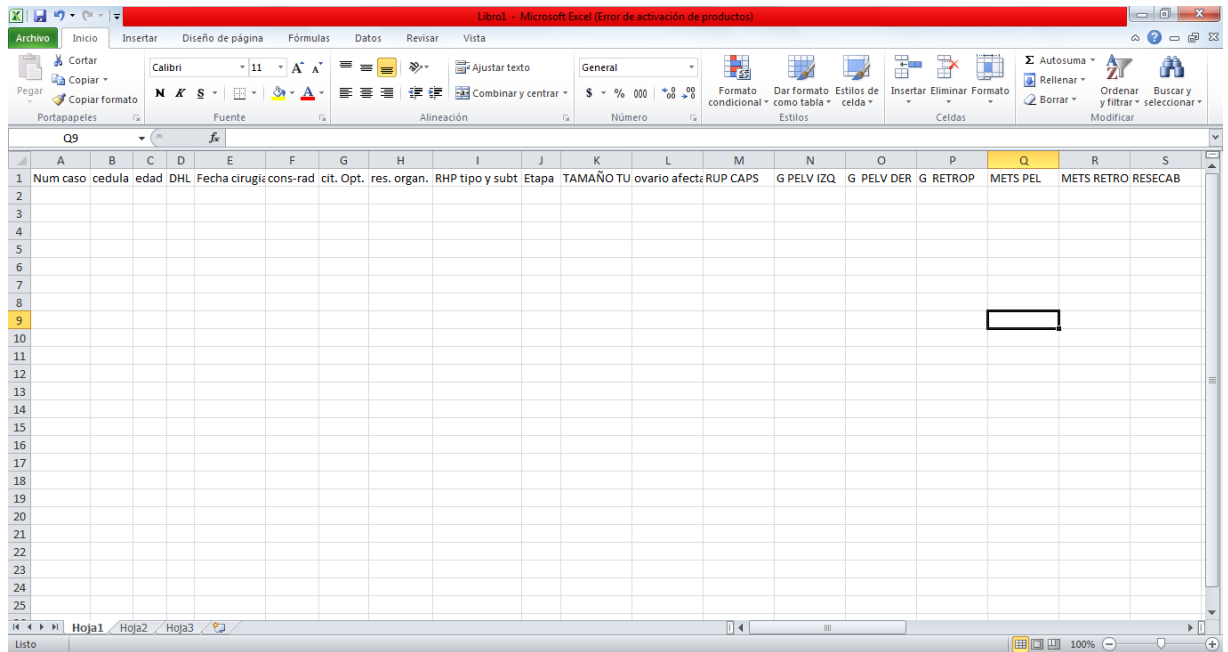 Libro1 - Microsoft Excel (Error de activación de productos)
Archivo Inicio Insertar Diseño de página Fórmulas Datos Revisar Vista
Pegar
Cortar
Copiar
Copiar formato
Portapapeles
Calibri 11 A A
N K S A
Fuente
Ajustar texto
Combinar y centrar
Alineación
General
$ % 000
Número
Formato condicional
Dar formato como tabla
Estilos de celda
Estilos
Insertar Eliminar Formato
Celdas
Σ Autosuma
Rellenar
Borrar
Ordenar y filtrar
Buscar y seleccionar
Modificar
Q9 fx
A B C D E F G H I J K L M N O P Q R S
1 Num caso cedula edad DHL Fecha cirugia cons-rad cit. Opt. res. organ. RHP tipo y subt Etapa TAMAÑO TU ovario afecta RUP CAPS G PELV IZQ G PELV DER G RETROP METS PEL METS RETRO RESECAB
2
3
4
5
6
7
8
9
10
11
12
13
14
15
16
17
18
19
20
21
22
23
24
25
Hoja1 Hoja2 Hoja3
Listo 100%